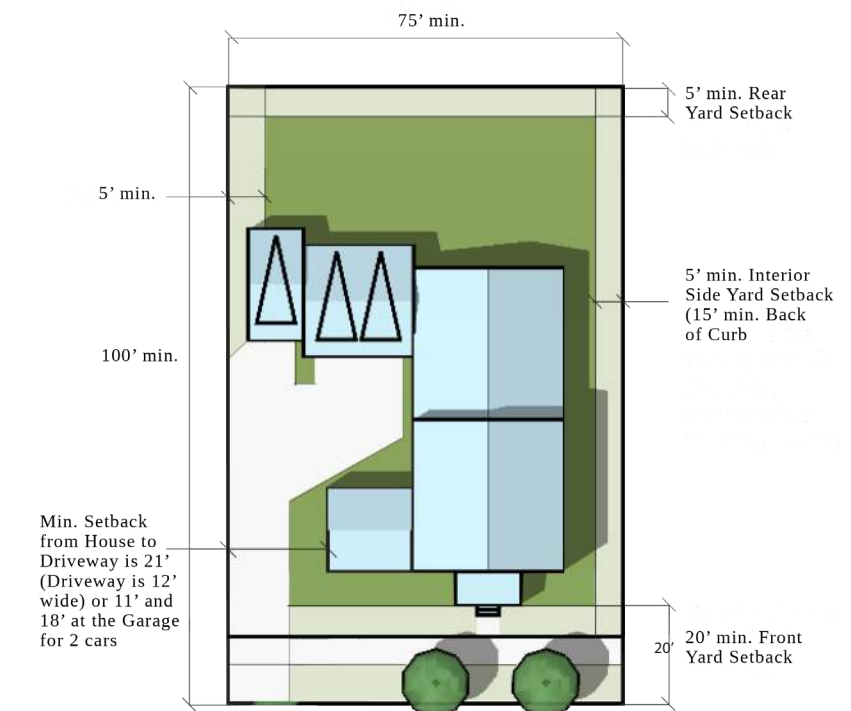 75’ min.
5’ min. Rear
Yard Setback
5’ min.
5’ min. Interior
Side Yard Setback
(15’ min. Back
of Curb
100’ min.
Min. Setback
from House to
Driveway is 21’
(Driveway is 12’
wide) or 11’ and
18’ at the Garage
for 2 cars
20’
20’ min. Front
Yard Setback